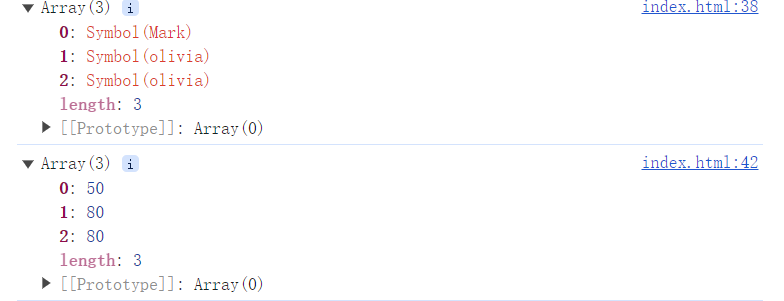 ▼ Array(3) i index.html:38
0: Symbol(Mark)
1: Symbol(olivia)
2: Symbol(olivia)
length: 3
▶ [[Prototype]]: Array(0)
▼ Array(3) i index.html:42
0: 50
1: 80
2: 80
length: 3
▶ [[Prototype]]: Array(0)